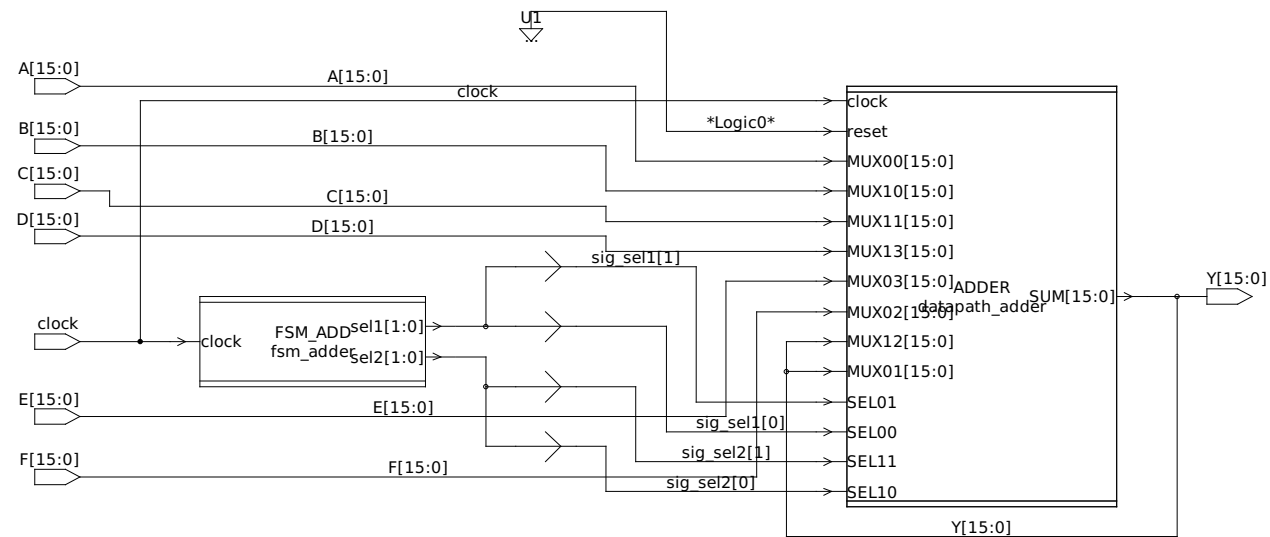 U1
A[15:0]
A[15:0]
clock
clock
B[15:0]
B[15:0]
*Logic0*
reset
MUX00[15:0]
C[15:0]
C[15:0]
MUX10[15:0]
D[15:0]
D[15:0]
MUX11[15:0]
MUX13[15:0]
sig_sel1[1]
MUX03[15:0]
ADDER
datapath_adder
SUM[15:0]
Y[15:0]
MUX02[15:0]
clock
clock
FSM_ADD
fsm_adder
sel1[1:0]
sel2[1:0]
MUX12[15:0]
MUX01[15:0]
E[15:0]
E[15:0]
SEL01
sig_sel1[0]
SEL00
sig_sel2[1]
SEL11
F[15:0]
F[15:0]
sig_sel2[0]
SEL10
Y[15:0]